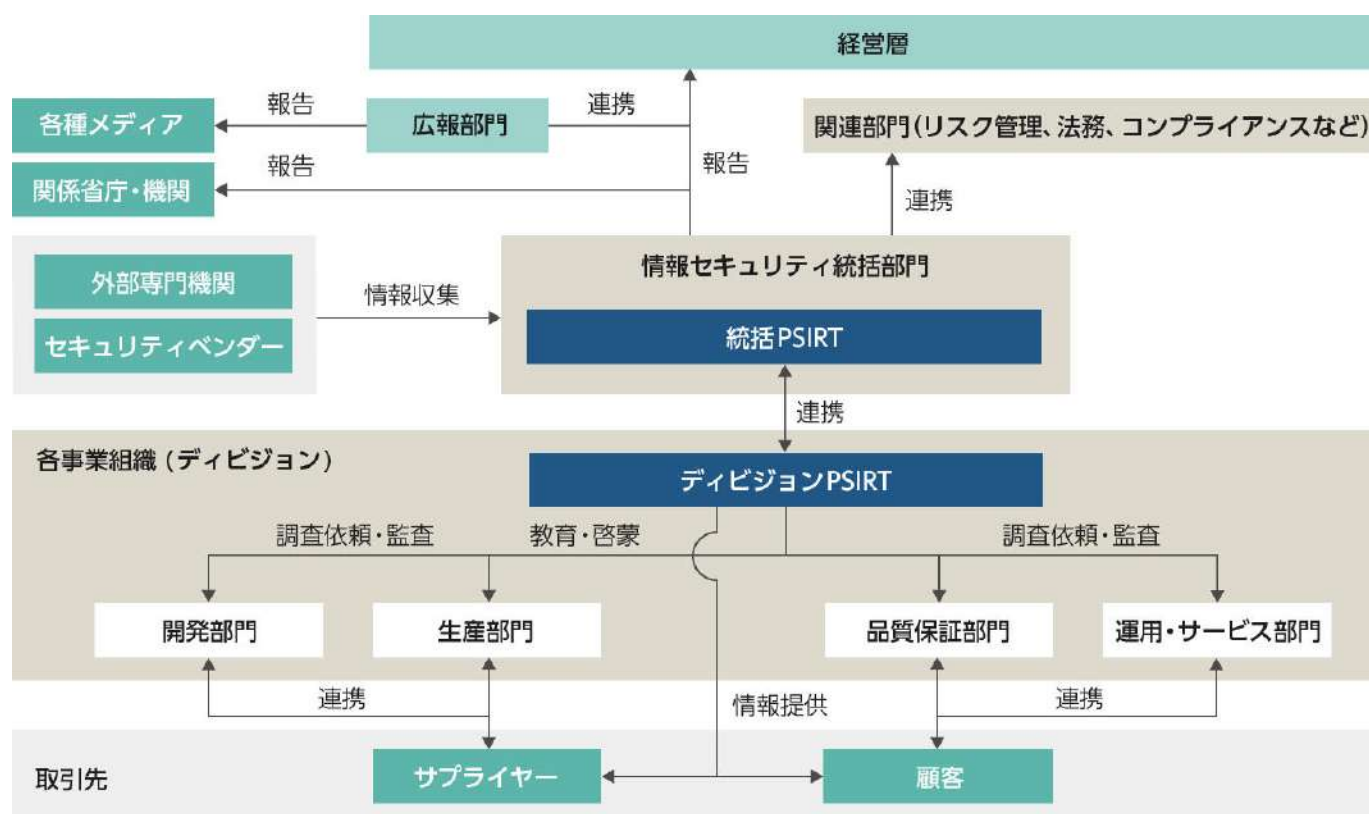 経営層
報告
連携
各種メディア
広報部門
関連部門(リスク管理、法務、コンプライアンスなど)
報告
報告
関係省庁・機関
連携
情報セキュリティ統括部門
外部専門機関
情報収集
統括PSIRT
セキュリティベンダー
連携
各事業組織(ディビジョン)
ディビジョンPSIRT
調査依頼・監査
教育・啓蒙
調査依頼・監査
開発部門
生産部門
品質保証部門
運用・サービス部門
連携
情報提供
連携
取引先
サプライヤー
顧客